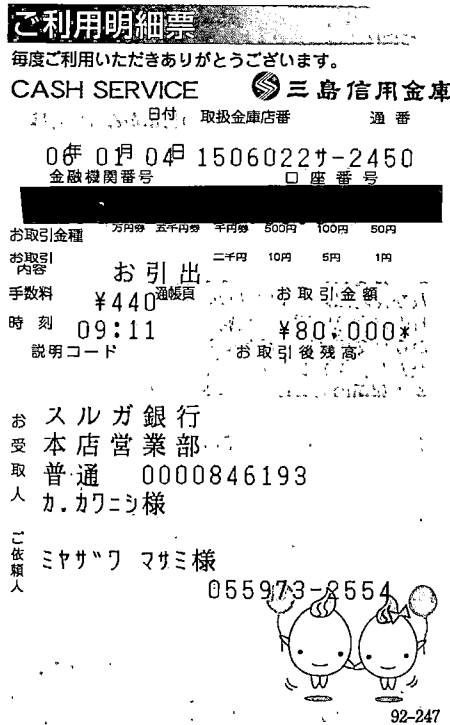 ご利用明細票
毎度ご利用いただきありがとうございます。
CASH SERVICE 三島信用金庫
日付 取扱金庫店番 通番
06年 01月 04日 1506022サ-2450
金融機関番号 口座番号
お取引金種 万円券 五千円券 千円券 500円 100円 50円
お取引内容 お引出 二千円 10円 5円 1円
手数料 ¥440 通帳頁 お取引金額
時刻 09:11 ¥80,000*
説明コード お取引後残高
お受取人 スルガ銀行
本店営業部
普通 0000846193
カ.カワニシ様
ご依頼人 ミヤザワ マサミ様
055973-2554
92-247